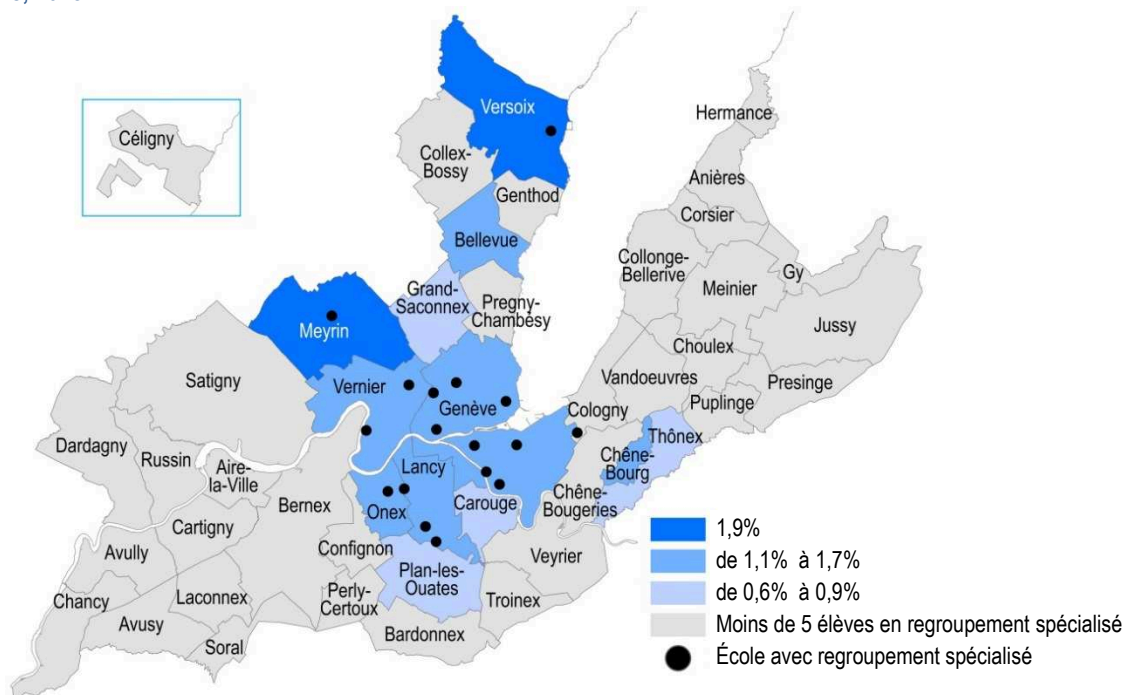 Versoix
Hermance
Céligny
Collex-
Bossy
Genthod
Anières
Corsier
Bellevue
Collonge-
Bellerive
Gy
Grand-
Saconnex
Pregny-
Chambésy
Meinier
Meyrin
Jussy
Choulex
Satigny
Vernier
Vandoeuvres
Presinge
Genève
Cologny
Puplinge
Thônex
Dardagny
Russin
Aire-
la-Ville
Lancy
Chêne-
Bourg
Bernex
Onex
Carouge
Chêne-
Bougeries
Cartigny
Avully
Confignon
Veyrier
Plan-les-
Ouates
Chancy
Laconnex
Perly-
Certoux
Troinex
Avusy
Soral
Bardonnex
1,9%
de 1,1% à 1,7%
de 0,6% à 0,9%
Moins de 5 élèves en regroupement spécialisé
École avec regroupement spécialisé